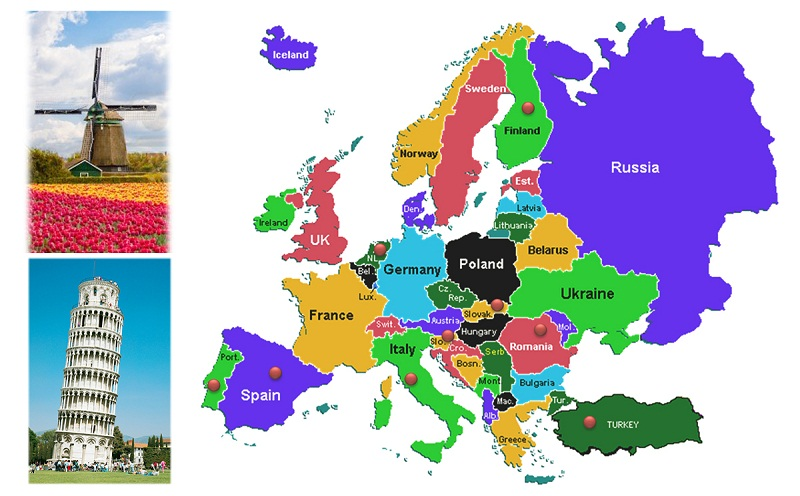 Iceland
Sweden
Finland
Norway
Russia
Est.
Latvia
Lithuania
Den.
Ireland
UK
Belarus
NL
Bel.
Germany
Poland
Ukraine
Lux.
Cz.
Rep.
France
Slovak.
Swit.
Austria
Hungary
Mol
Slo.
Cro.
Romania
Italy
Bosn.
Serb
Port.
Spain
Mont
Bulgaria
Mac.
Alb
Tur.
Greece
TURKEY